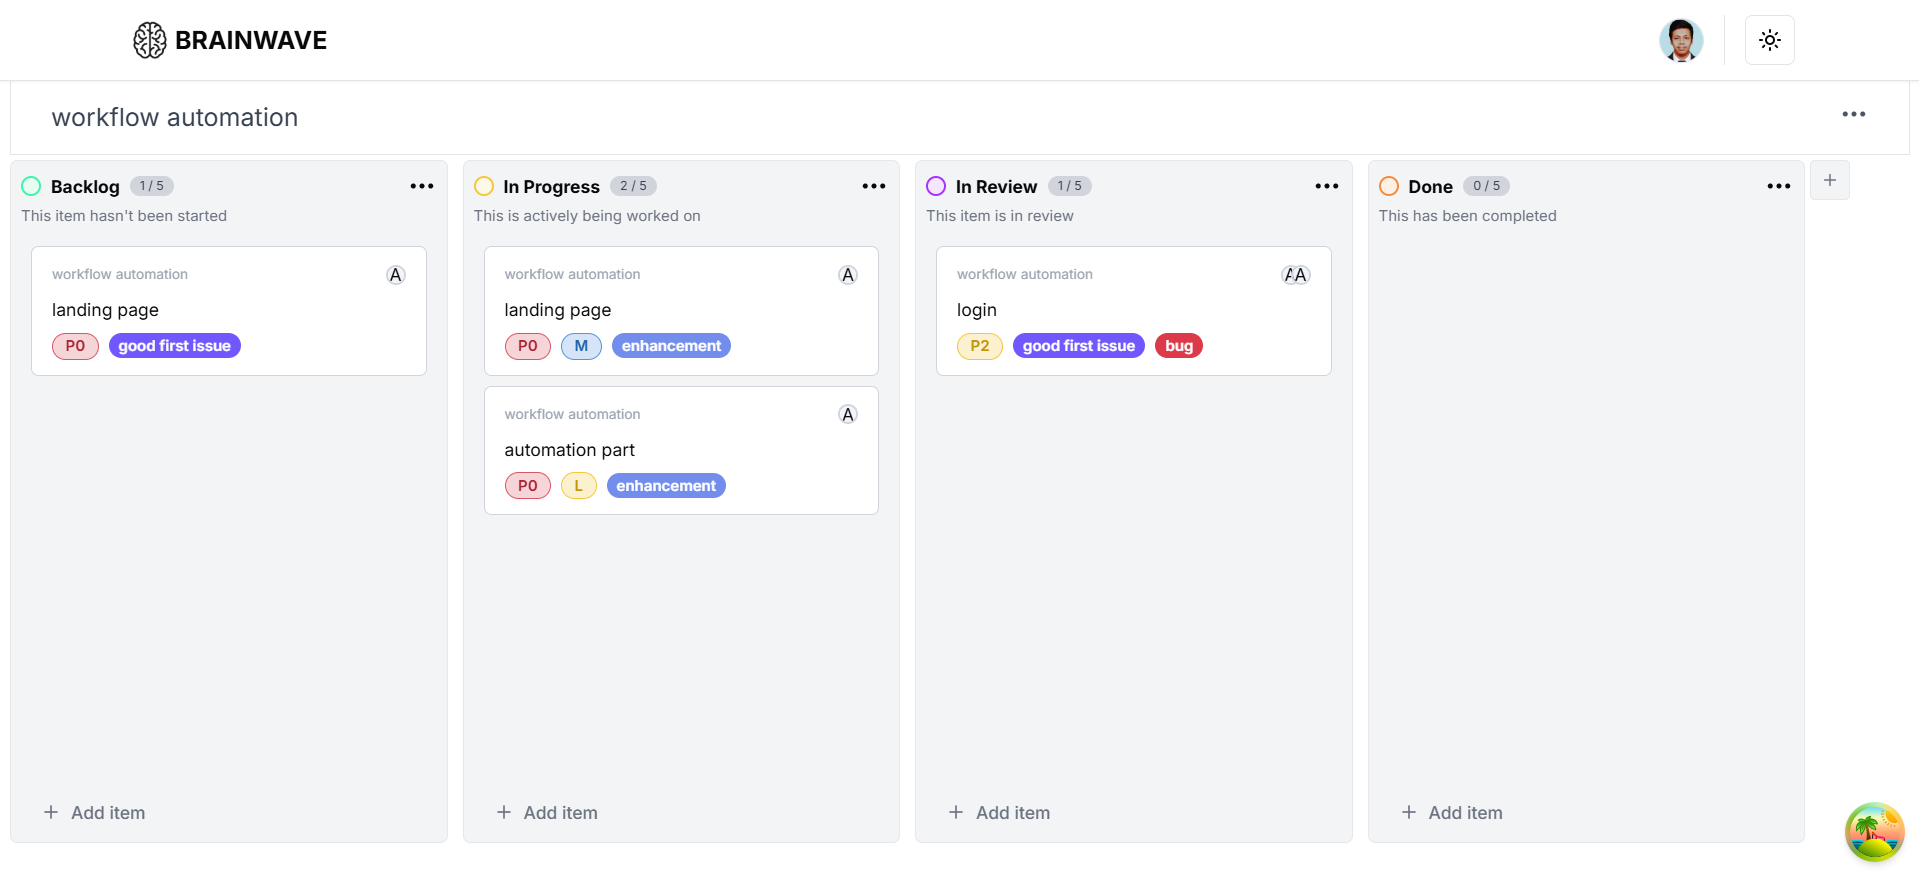 BRAINWAVE
workflow automation
Backlog 1 / 5
This item hasn't been started
workflow automation A
landing page
P0 good first issue
Add item
In Progress 2 / 5
This is actively being worked on
workflow automation A
landing page
P0 M enhancement
workflow automation A
automation part
P0 L enhancement
Add item
In Review 1 / 5
This item is in review
workflow automation AA
login
P2 good first issue bug
Add item
Done 0 / 5
This has been completed
Add item